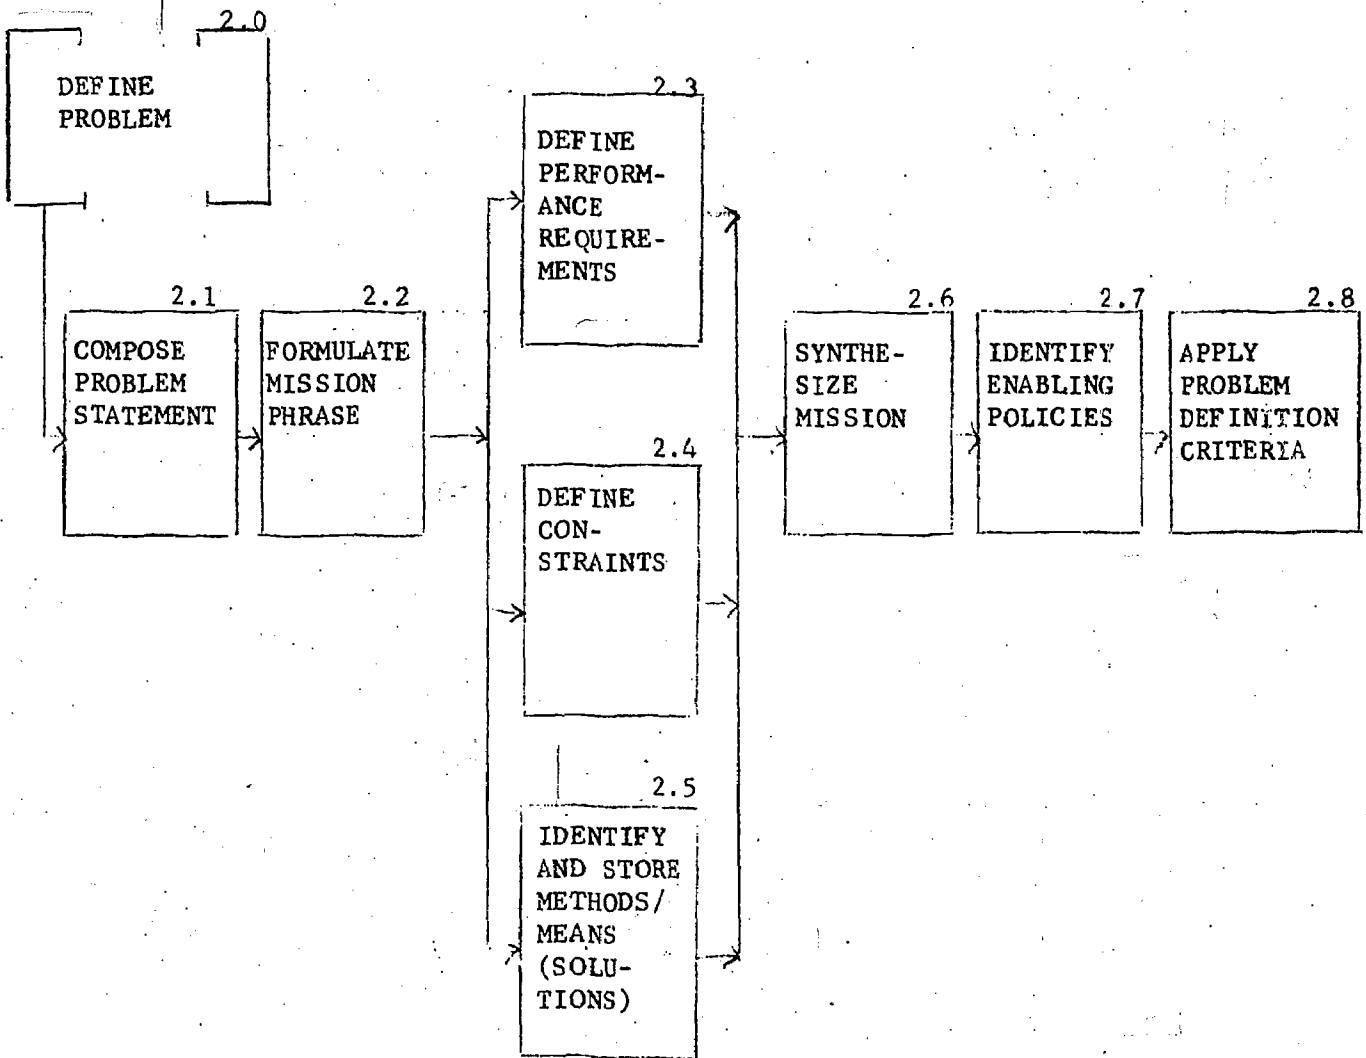 2.0
DEFINE
PROBLEM
2.1
COMPOSE
PROBLEM
STATEMENT
2.2
FORMULATE
MISSION
PHRASE
2.3
DEFINE
PERFORM-
ANCE
REQUIRE-
MENTS
2.4
DEFINE
CON-
STRAINTS
2.5
IDENTIFY
AND STORE
METHODS/
MEANS
(SOLU-
TIONS)
2.6
SYNTHE-
SIZE
MISSION
2.7
IDENTIFY
ENABLING
POLICIES
2.8
APPLY
PROBLEM
DEFINITION
CRITERIA